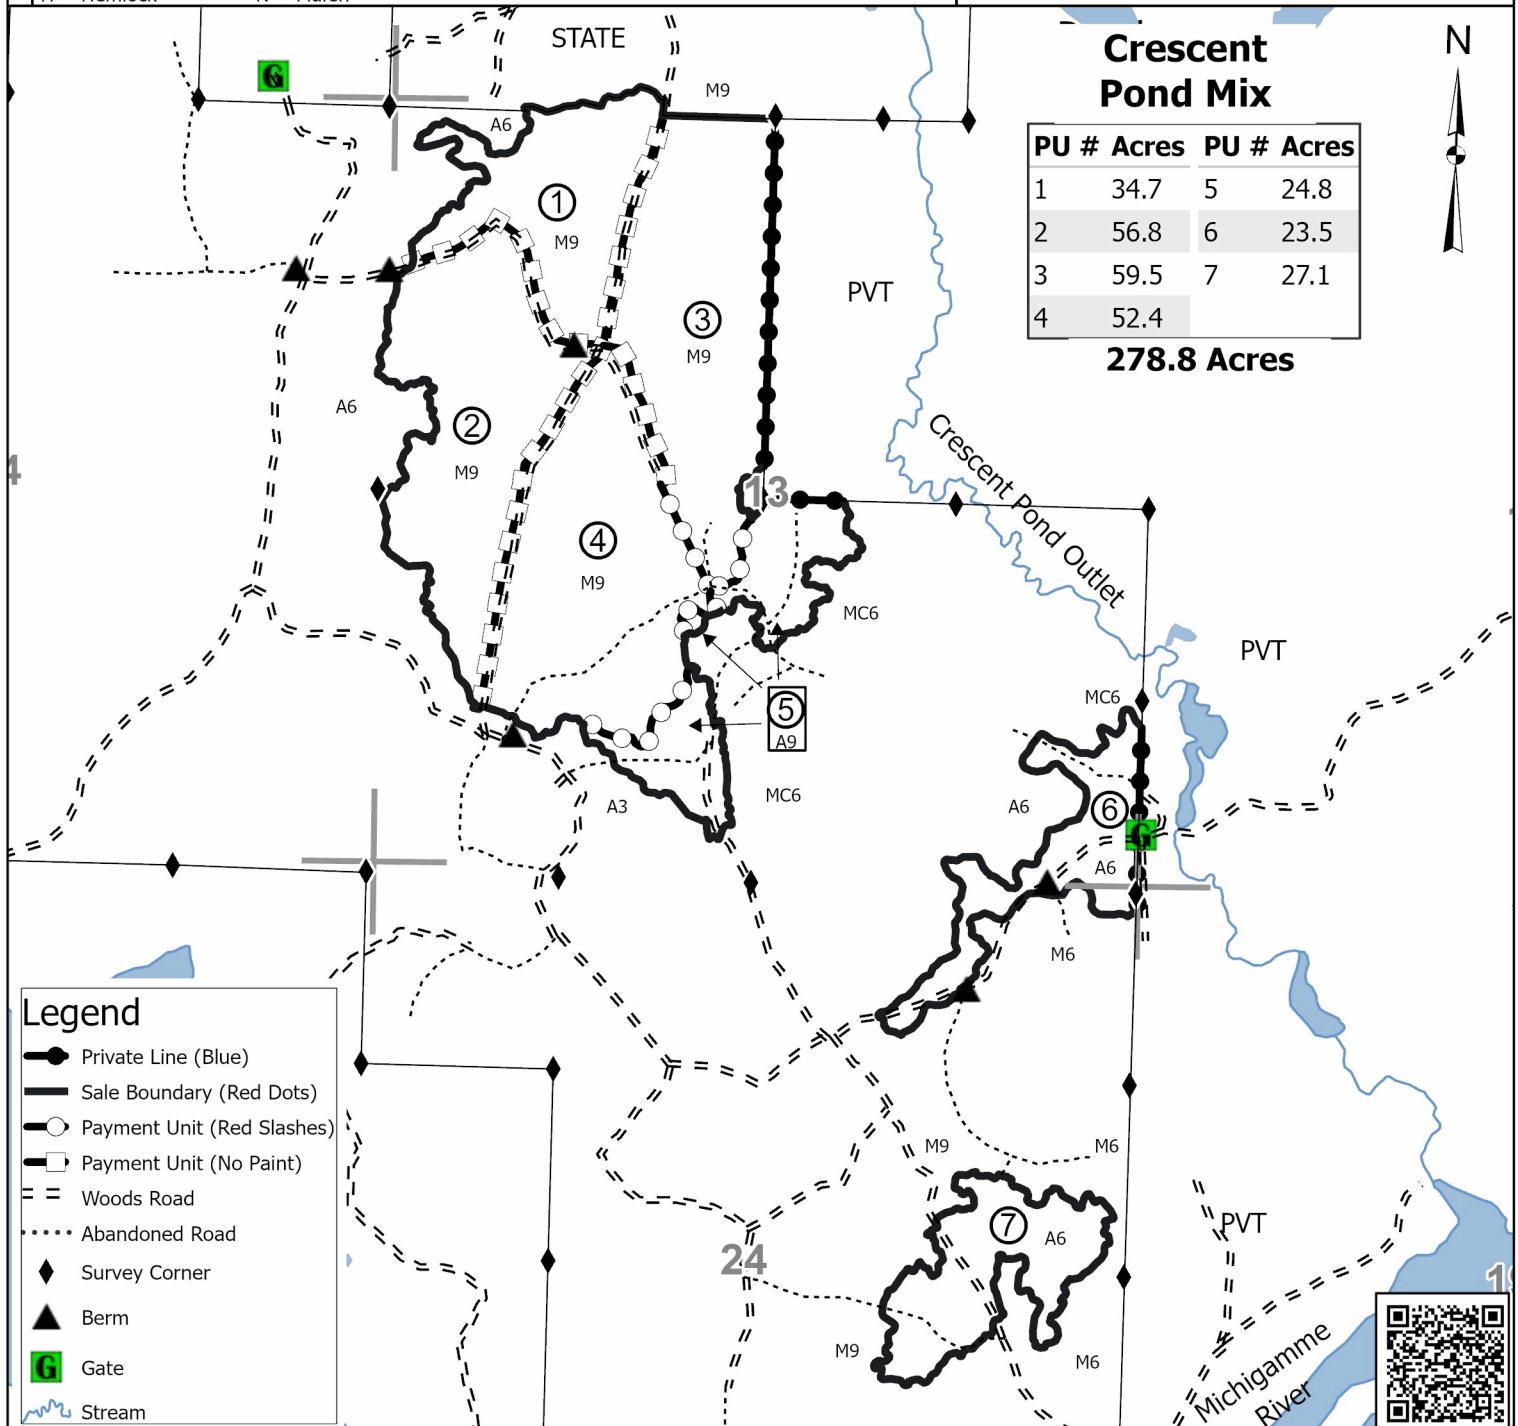 STATE
M9
A6
Crescent
Pond Mix
N
PU # Acres PU # Acres
1 34.7 5 24.8
2 56.8 6 23.5
3 59.5 7 27.1
4 52.4
278.8 Acres
G
1
M9
PVT
3
M9
A6
2
M9
4
13
Crescent Pond Outlet
4
M9
MC6
PVT
5
A9
MC6
A3
MC6
A6
6
G
A6
M6
Legend
Private Line (Blue)
Sale Boundary (Red Dots)
Payment Unit (Red Slashes)
Payment Unit (No Paint)
Woods Road
Abandoned Road
Survey Corner
Berm
G Gate
Stream
M9
M6
7
A6
PVT
24
M9
M6
Michigamme
River